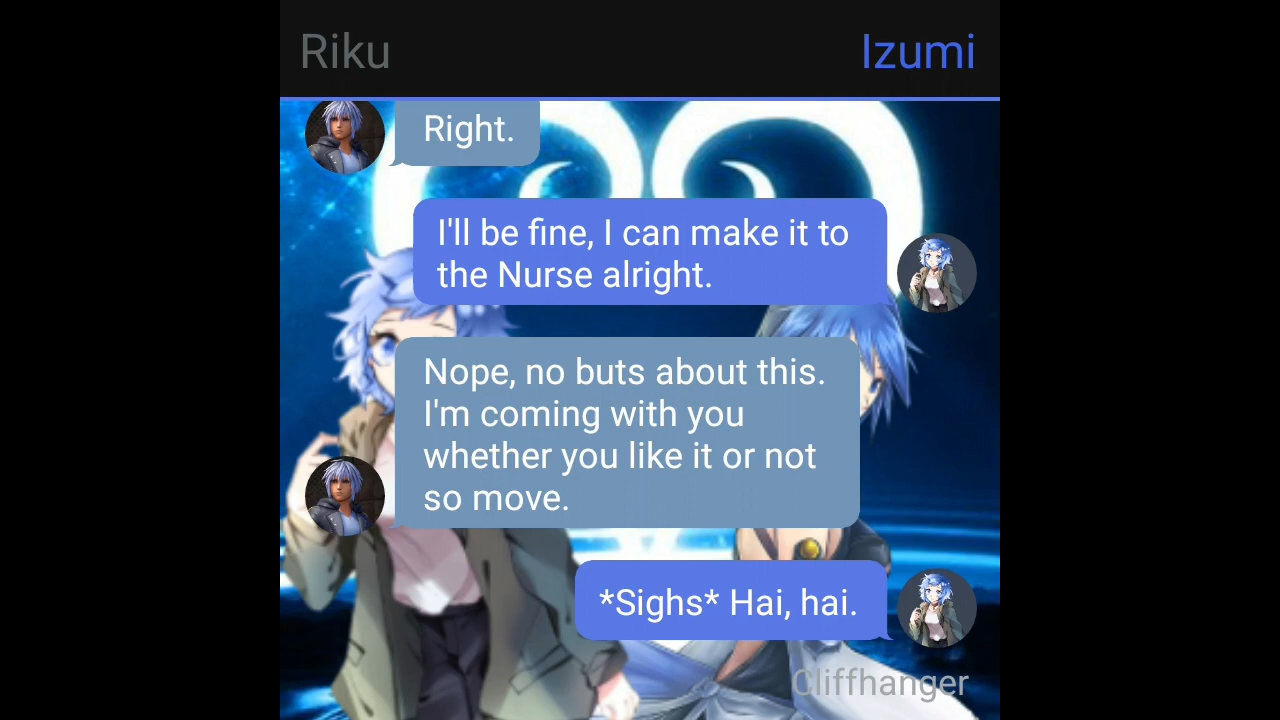 Riku
Izumi
Right.
I'll be fine, I can make it to
the Nurse alright.
Nope, no buts about this.
I'm coming with you
whether you like it or not
so move.
*Sighs* Hai, hai.
Cliffhanger